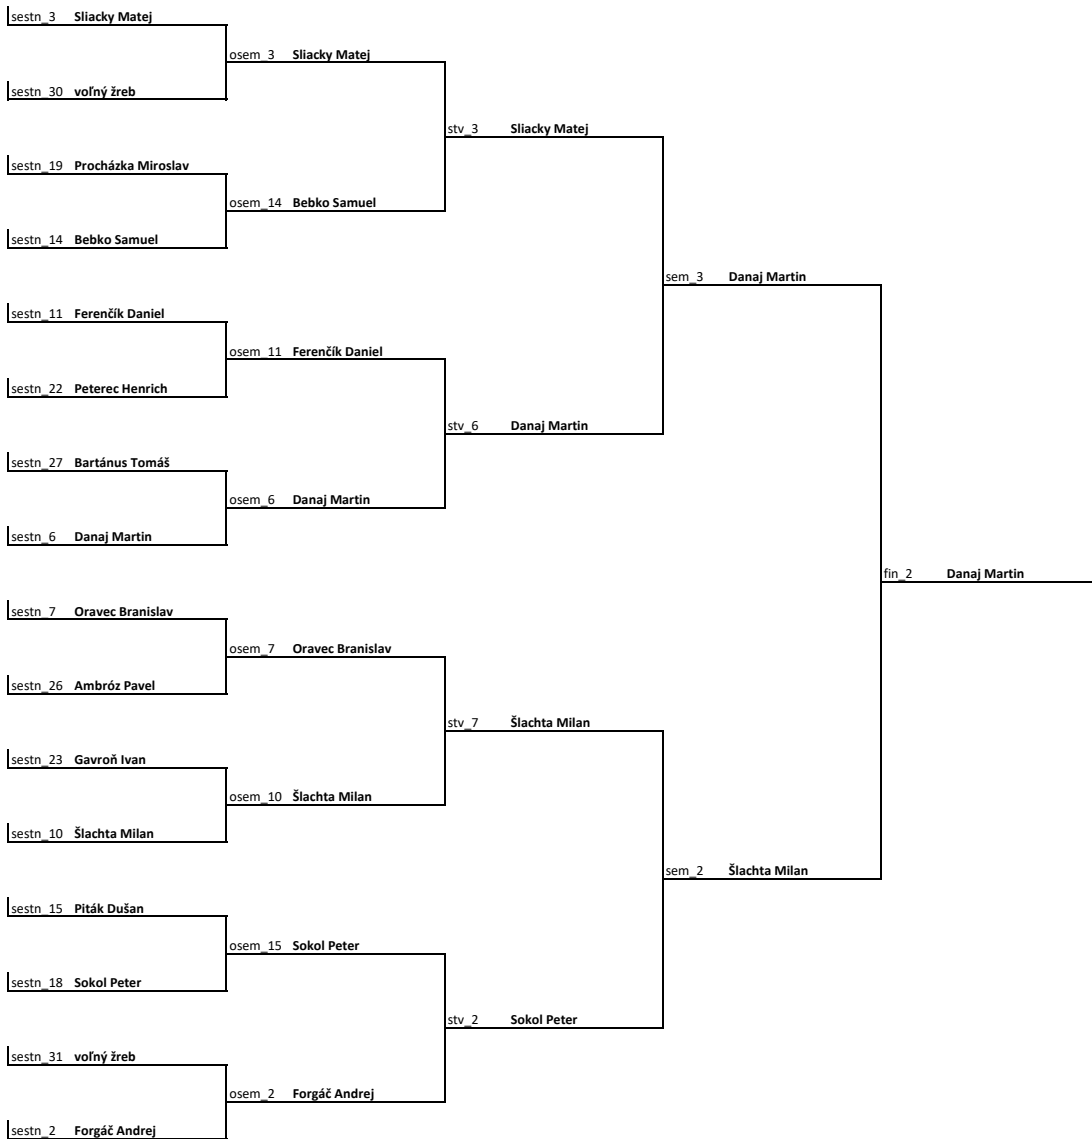 sestn_3 Sliacky Matej
osem_3 Sliacky Matej
sestn_30 voľný žreb
stv_3 Sliacky Matej
sestn_19 Procházka Miroslav
osem_14 Bebko Samuel
sestn_14 Bebko Samuel
sem_3 Danaj Martin
sestn_11 Ferenčík Daniel
osem_11 Ferenčík Daniel
sestn_22 Peterec Henrich
stv_6 Danaj Martin
sestn_27 Bartánus Tomáš
osem_6 Danaj Martin
sestn_6 Danaj Martin
fin_2 Danaj Martin
sestn_7 Oravec Branislav
osem_7 Oravec Branislav
sestn_26 Ambróz Pavel
stv_7 Šlachta Milan
sestn_23 Gavroň Ivan
osem_10 Šlachta Milan
sestn_10 Šlachta Milan
sem_2 Šlachta Milan
sestn_15 Piták Dušan
osem_15 Sokol Peter
sestn_18 Sokol Peter
stv_2 Sokol Peter
sestn_31 voľný žreb
osem_2 Forgáč Andrej
sestn_2 Forgáč Andrej